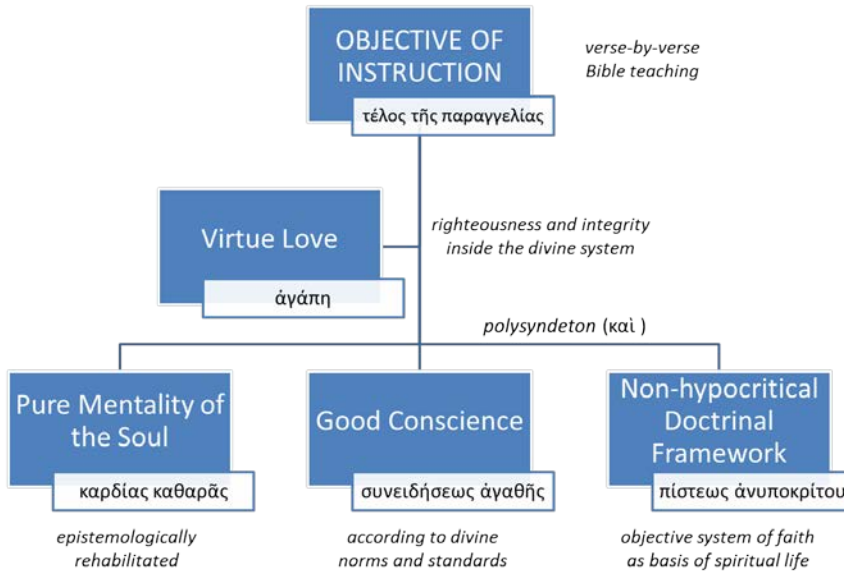 OBJECTIVE OF
INSTRUCTION
τέλος τῆς παραγγελίας
verse-by-verse
Bible teaching
Virtue Love
ἀγάπη
righteousness and integrity
inside the divine system
polysyndeton (καὶ )
Pure Mentality of
the Soul
καρδίας καθαρᾶς
epistemologically
rehabilitated
Good Conscience
συνειδήσεως ἀγαθῆς
according to divine
norms and standards
Non-hypocritical
Doctrinal
Framework
πίστεως ἀνυποκρίτου
objective system of faith
as basis of spiritual life